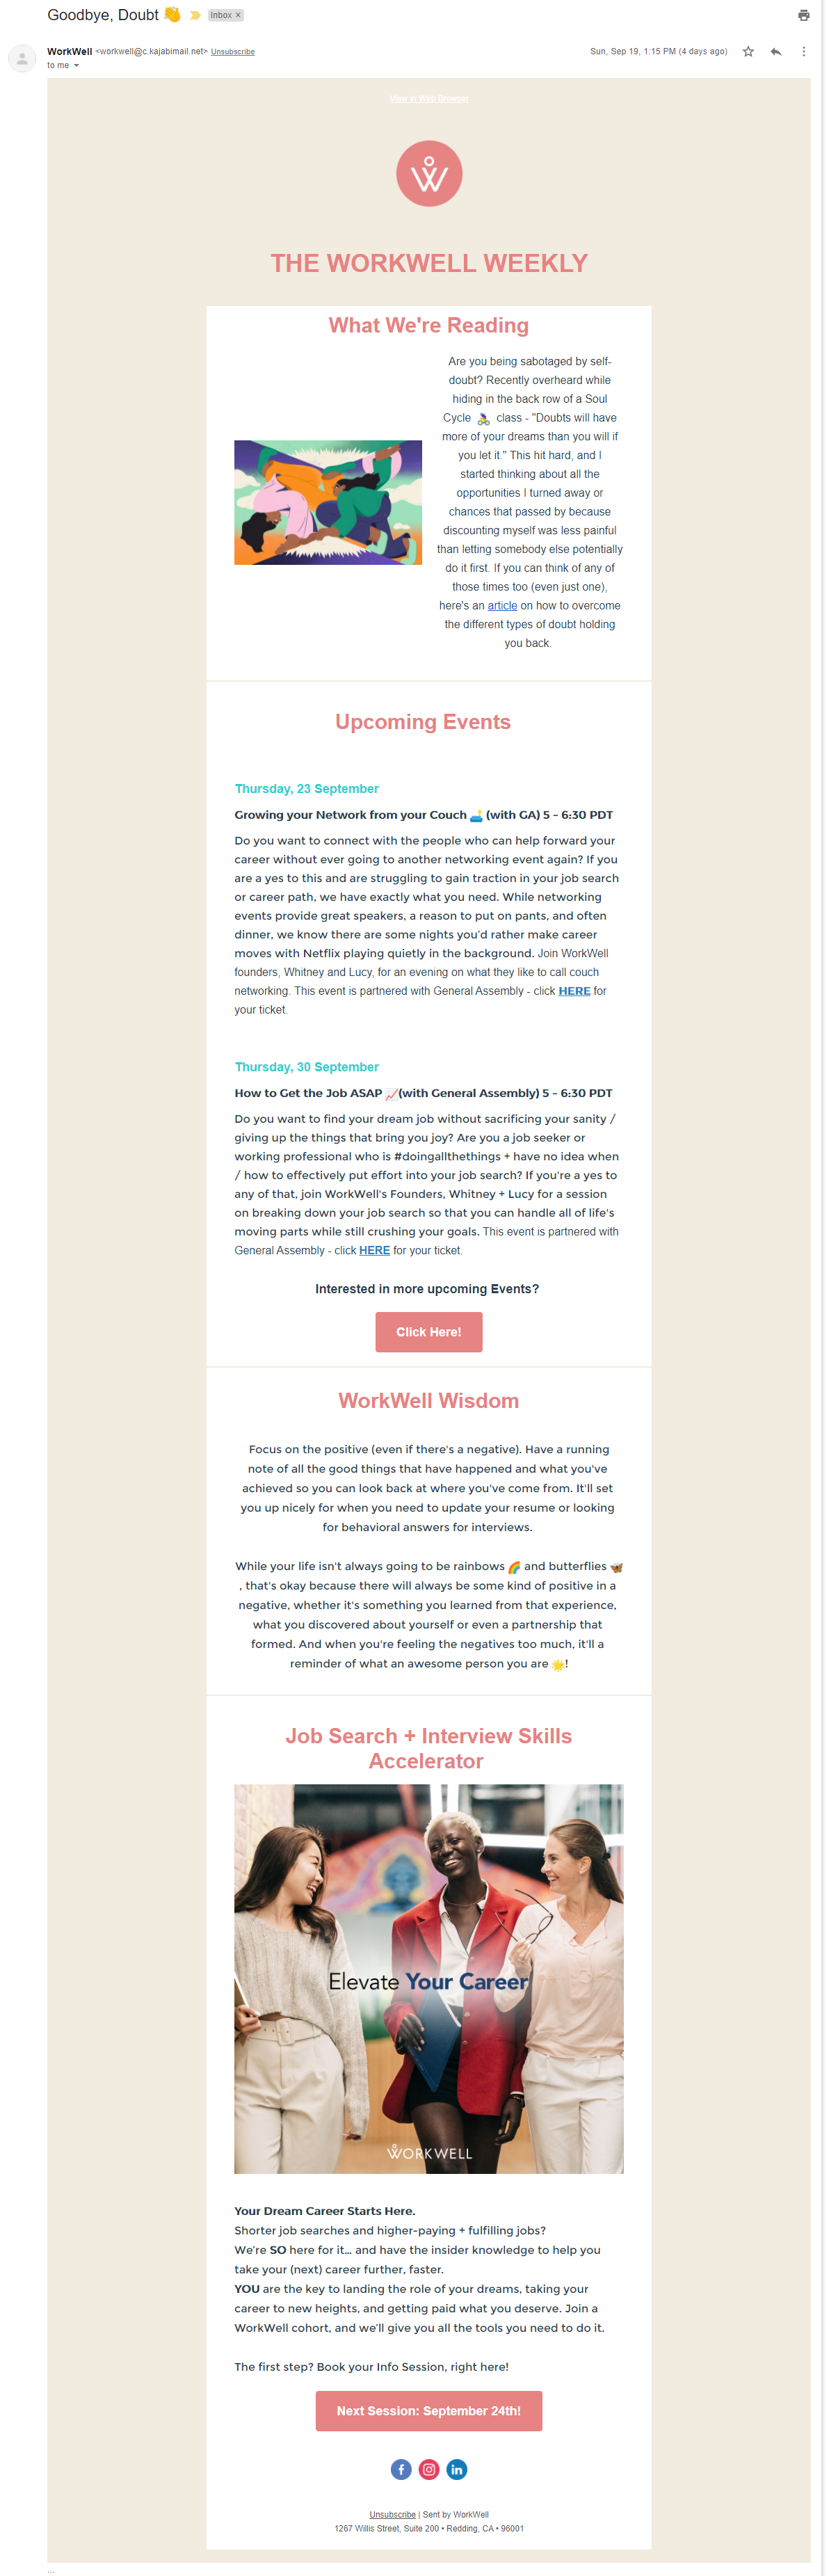 Goodbye, Doubt 👋 Inbox x
WorkWell <workwell@c.kajabimail.net> Unsubscribe
Sun, Sep 19, 1:15 PM (4 days ago)
to me
View in Web Browser
THE WORKWELL WEEKLY
What We're Reading
Are you being sabotaged by self-
doubt? Recently overheard while
hiding in the back row of a Soul
Cycle 🚴‍♀️ class - "Doubts will have
more of your dreams than you will if
you let it." This hit hard, and I
started thinking about all the
opportunities I turned away or
chances that passed by because
discounting myself was less painful
than letting somebody else potentially
do it first. If you can think of any of
those times too (even just one),
here's an article on how to overcome
the different types of doubt holding
you back.
Upcoming Events
Thursday, 23 September
Growing your Network from your Couch 🛋️ (with GA) 5 - 6:30 PDT
Do you want to connect with the people who can help forward your
career without ever going to another networking event again? If you
are a yes to this and are struggling to gain traction in your job search
or career path, we have exactly what you need. While networking
events provide great speakers, a reason to put on pants, and often
dinner, we know there are some nights you'd rather make career
moves with Netflix playing quietly in the background. Join WorkWell
founders, Whitney and Lucy, for an evening on what they like to call couch
networking. This event is partnered with General Assembly - click HERE for
your ticket.
Thursday, 30 September
How to Get the Job ASAP 📈(with General Assembly) 5 - 6:30 PDT
Do you want to find your dream job without sacrificing your sanity /
giving up the things that bring you joy? Are you a job seeker or
working professional who is #doingallthethings + have no idea when
/ how to effectively put effort into your job search? If you're a yes to
any of that, join WorkWell's Founders, Whitney + Lucy for a session
on breaking down your job search so that you can handle all of life's
moving parts while still crushing your goals. This event is partnered with
General Assembly - click HERE for your ticket.
Interested in more upcoming Events?
Click Here!
WorkWell Wisdom
Focus on the positive (even if there's a negative). Have a running
note of all the good things that have happened and what you've
achieved so you can look back at where you've come from. It'll set
you up nicely for when you need to update your resume or looking
for behavioral answers for interviews.
While your life isn't always going to be rainbows 🌈 and butterflies 🦋
, that's okay because there will always be some kind of positive in a
negative, whether it's something you learned from that experience,
what you discovered about yourself or even a partnership that
formed. And when you're feeling the negatives too much, it'll a
reminder of what an awesome person you are 🌟!
Job Search + Interview Skills
Accelerator
Elevate Your Career
WORKWELL
Your Dream Career Starts Here.
Shorter job searches and higher-paying + fulfilling jobs?
We're SO here for it... and have the insider knowledge to help you
take your (next) career further, faster.
YOU are the key to landing the role of your dreams, taking your
career to new heights, and getting paid what you deserve. Join a
WorkWell cohort, and we'll give you all the tools you need to do it.
The first step? Book your Info Session, right here!
Next Session: September 24th!
Unsubscribe | Sent by WorkWell
1267 Willis Street, Suite 200 • Redding, CA • 96001
...